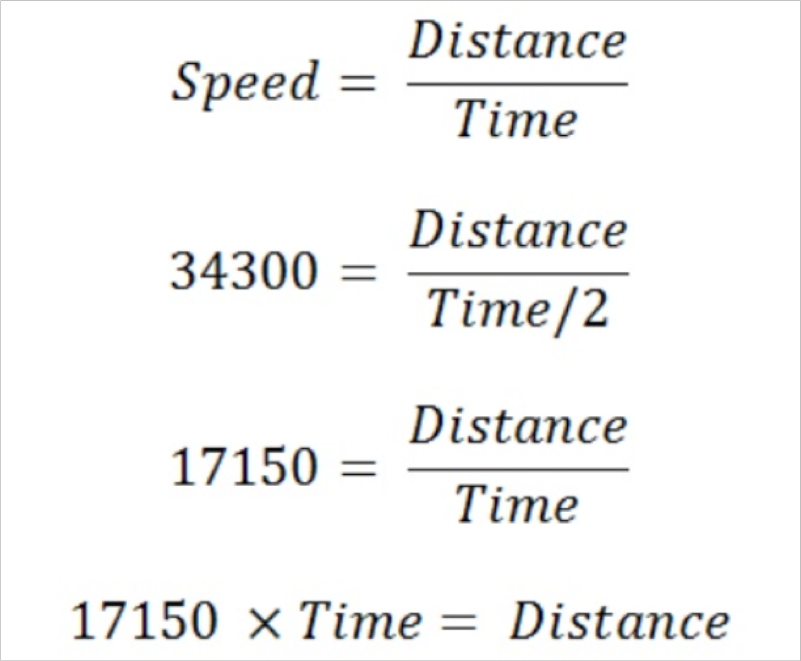 Speed = Distance / Time
34300 = Distance / Time/2
17150 = Distance / Time
17150 × Time = Distance